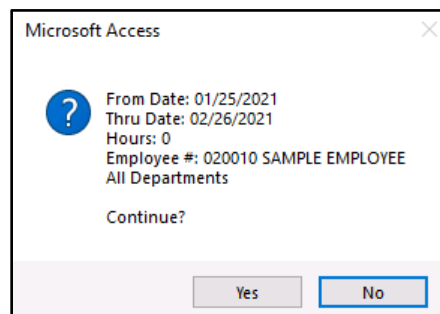 Microsoft Access
?
From Date: 01/25/2021
Thru Date: 02/26/2021
Hours: 0
Employee #: 020010 SAMPLE EMPLOYEE
All Departments
Continue?
Yes No